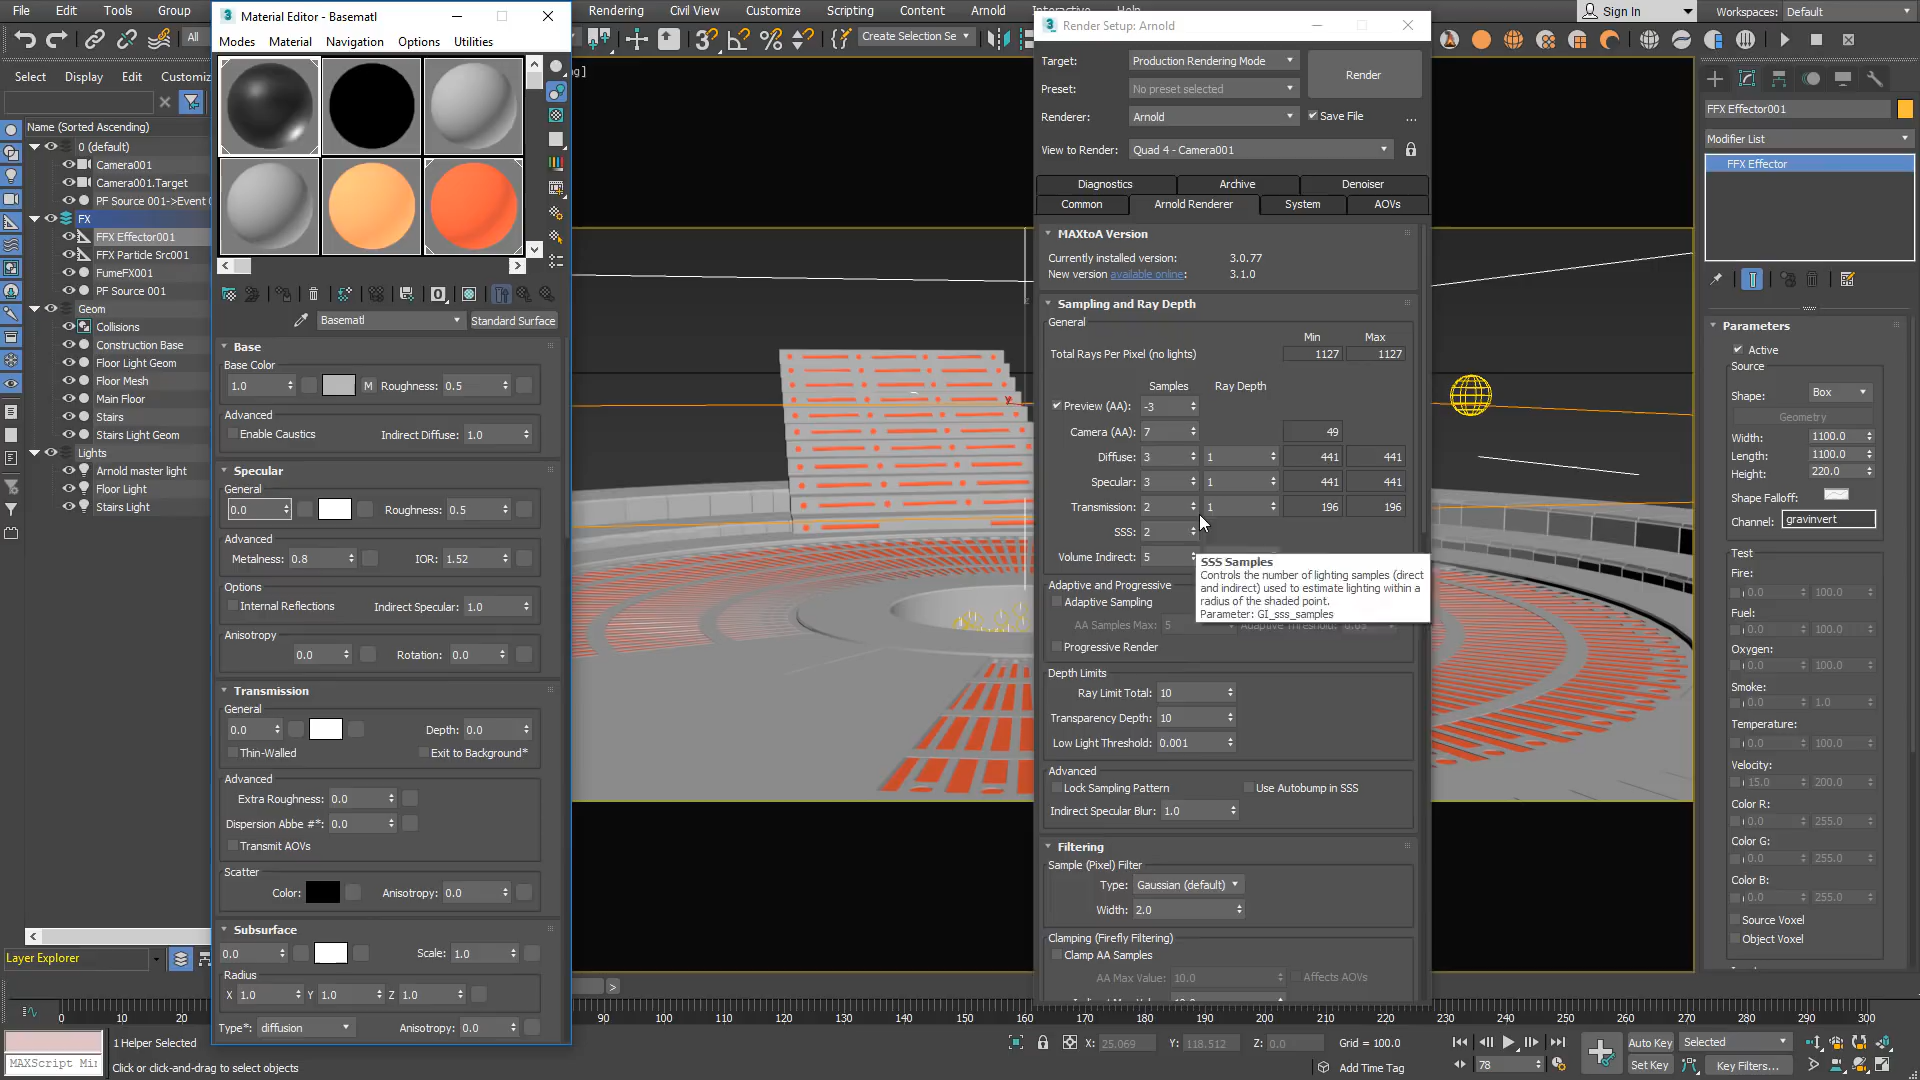 File Edit Tools Group
Rendering Civil View Customize Scripting Content Arnold
Sign In Workspaces: Default
All
Create Selection Se
Select Display Edit Customiz
Name (Sorted Ascending)
0 (default)
Camera001
Camera001.Target
PF Source 001->Event
FX
FFX Effector001
FFX Particle Src001
FumeFX001
PF Source 001
Geom
Collisions
Construction Base
Floor Light Geom
Floor Mesh
Main Floor
Stairs
Stairs Light Geom
Lights
Arnold master light
Floor Light
Stairs Light
Layer Explorer
Material Editor - Basematl
Modes Material Navigation Options Utilities
Basematl Standard Surface
Base
Base Color
1.0 M Roughness: 0.5
Advanced
Enable Caustics Indirect Diffuse: 1.0
Specular
General
0.0 Roughness: 0.5
Advanced
Metalness: 0.8 IOR: 1.52
Options
Internal Reflections Indirect Specular: 1.0
Anisotropy
0.0 Rotation: 0.0
Transmission
General
0.0 Depth: 0.0
Thin-Walled Exit to Background*
Advanced
Extra Roughness: 0.0
Dispersion Abbe #*: 0.0
Transmit AOVs
Scatter
Color: Anisotropy: 0.0
Subsurface
0.0 Scale: 1.0
Radius
X 1.0 Y 1.0 Z 1.0
Type*: diffusion Anisotropy: 0.0
Render Setup: Arnold
Target: Production Rendering Mode Render
Preset: No preset selected
Renderer: Arnold Save File ...
View to Render: Quad 4 - Camera001
Diagnostics Archive Denoiser
Common Arnold Renderer System AOVs
MAXtoA Version
Currently installed version: 3.0.77
New version available online: 3.1.0
Sampling and Ray Depth
General
Min Max
Total Rays Per Pixel (no lights) 1127 1127
Samples Ray Depth
Preview (AA): -3
Camera (AA): 7 49
Diffuse: 3 1 441 441
Specular: 3 1 441 441
Transmission: 2 1 196 196
SSS: 2
Volume Indirect: 5
SSS Samples
Controls the number of lighting samples (direct
and indirect) used to estimate lighting within a
radius of the shaded point.
Parameter: GI_sss_samples
Adaptive and Progressive
Adaptive Sampling
AA Samples Max: 5
Progressive Render
Depth Limits
Ray Limit Total: 10
Transparency Depth: 10
Low Light Threshold: 0.001
Advanced
Lock Sampling Pattern Use Autobump in SSS
Indirect Specular Blur: 1.0
Filtering
Sample (Pixel) Filter
Type: Gaussian (default)
Width: 2.0
Clamping (Firefly Filtering)
Clamp AA Samples
AA Max Value: 10.0 Affects AOVs
FFX Effector001
Modifier List
FFX Effector
Parameters
Active
Source
Shape: Box
Geometry
Width: 1100.0
Length: 1100.0
Height: 220.0
Shape Falloff:
Channel: gravinvert
Test
Fire:
0.0 100.0
Fuel:
0.0 100.0
Oxygen:
0.0 100.0
Smoke:
0.0 1.0
Temperature:
0.0 100.0
Velocity:
15.0 200.0
Color R:
0.0 255.0
Color G:
0.0 255.0
Color B:
0.0 255.0
Source Voxel
Object Voxel
0 10 20 90 100 110 120 130 140 150 160 170 180 190 200 210 220 230 240 250 260 270 280 290 300
MAXScript Mi
1 Helper Selected
Click or click-and-drag to select objects
X: 25.069 Y: 118.512 Z: 0.0 Grid = 100.0
Add Time Tag
78
Auto Key Selected
Set Key Key Filters...